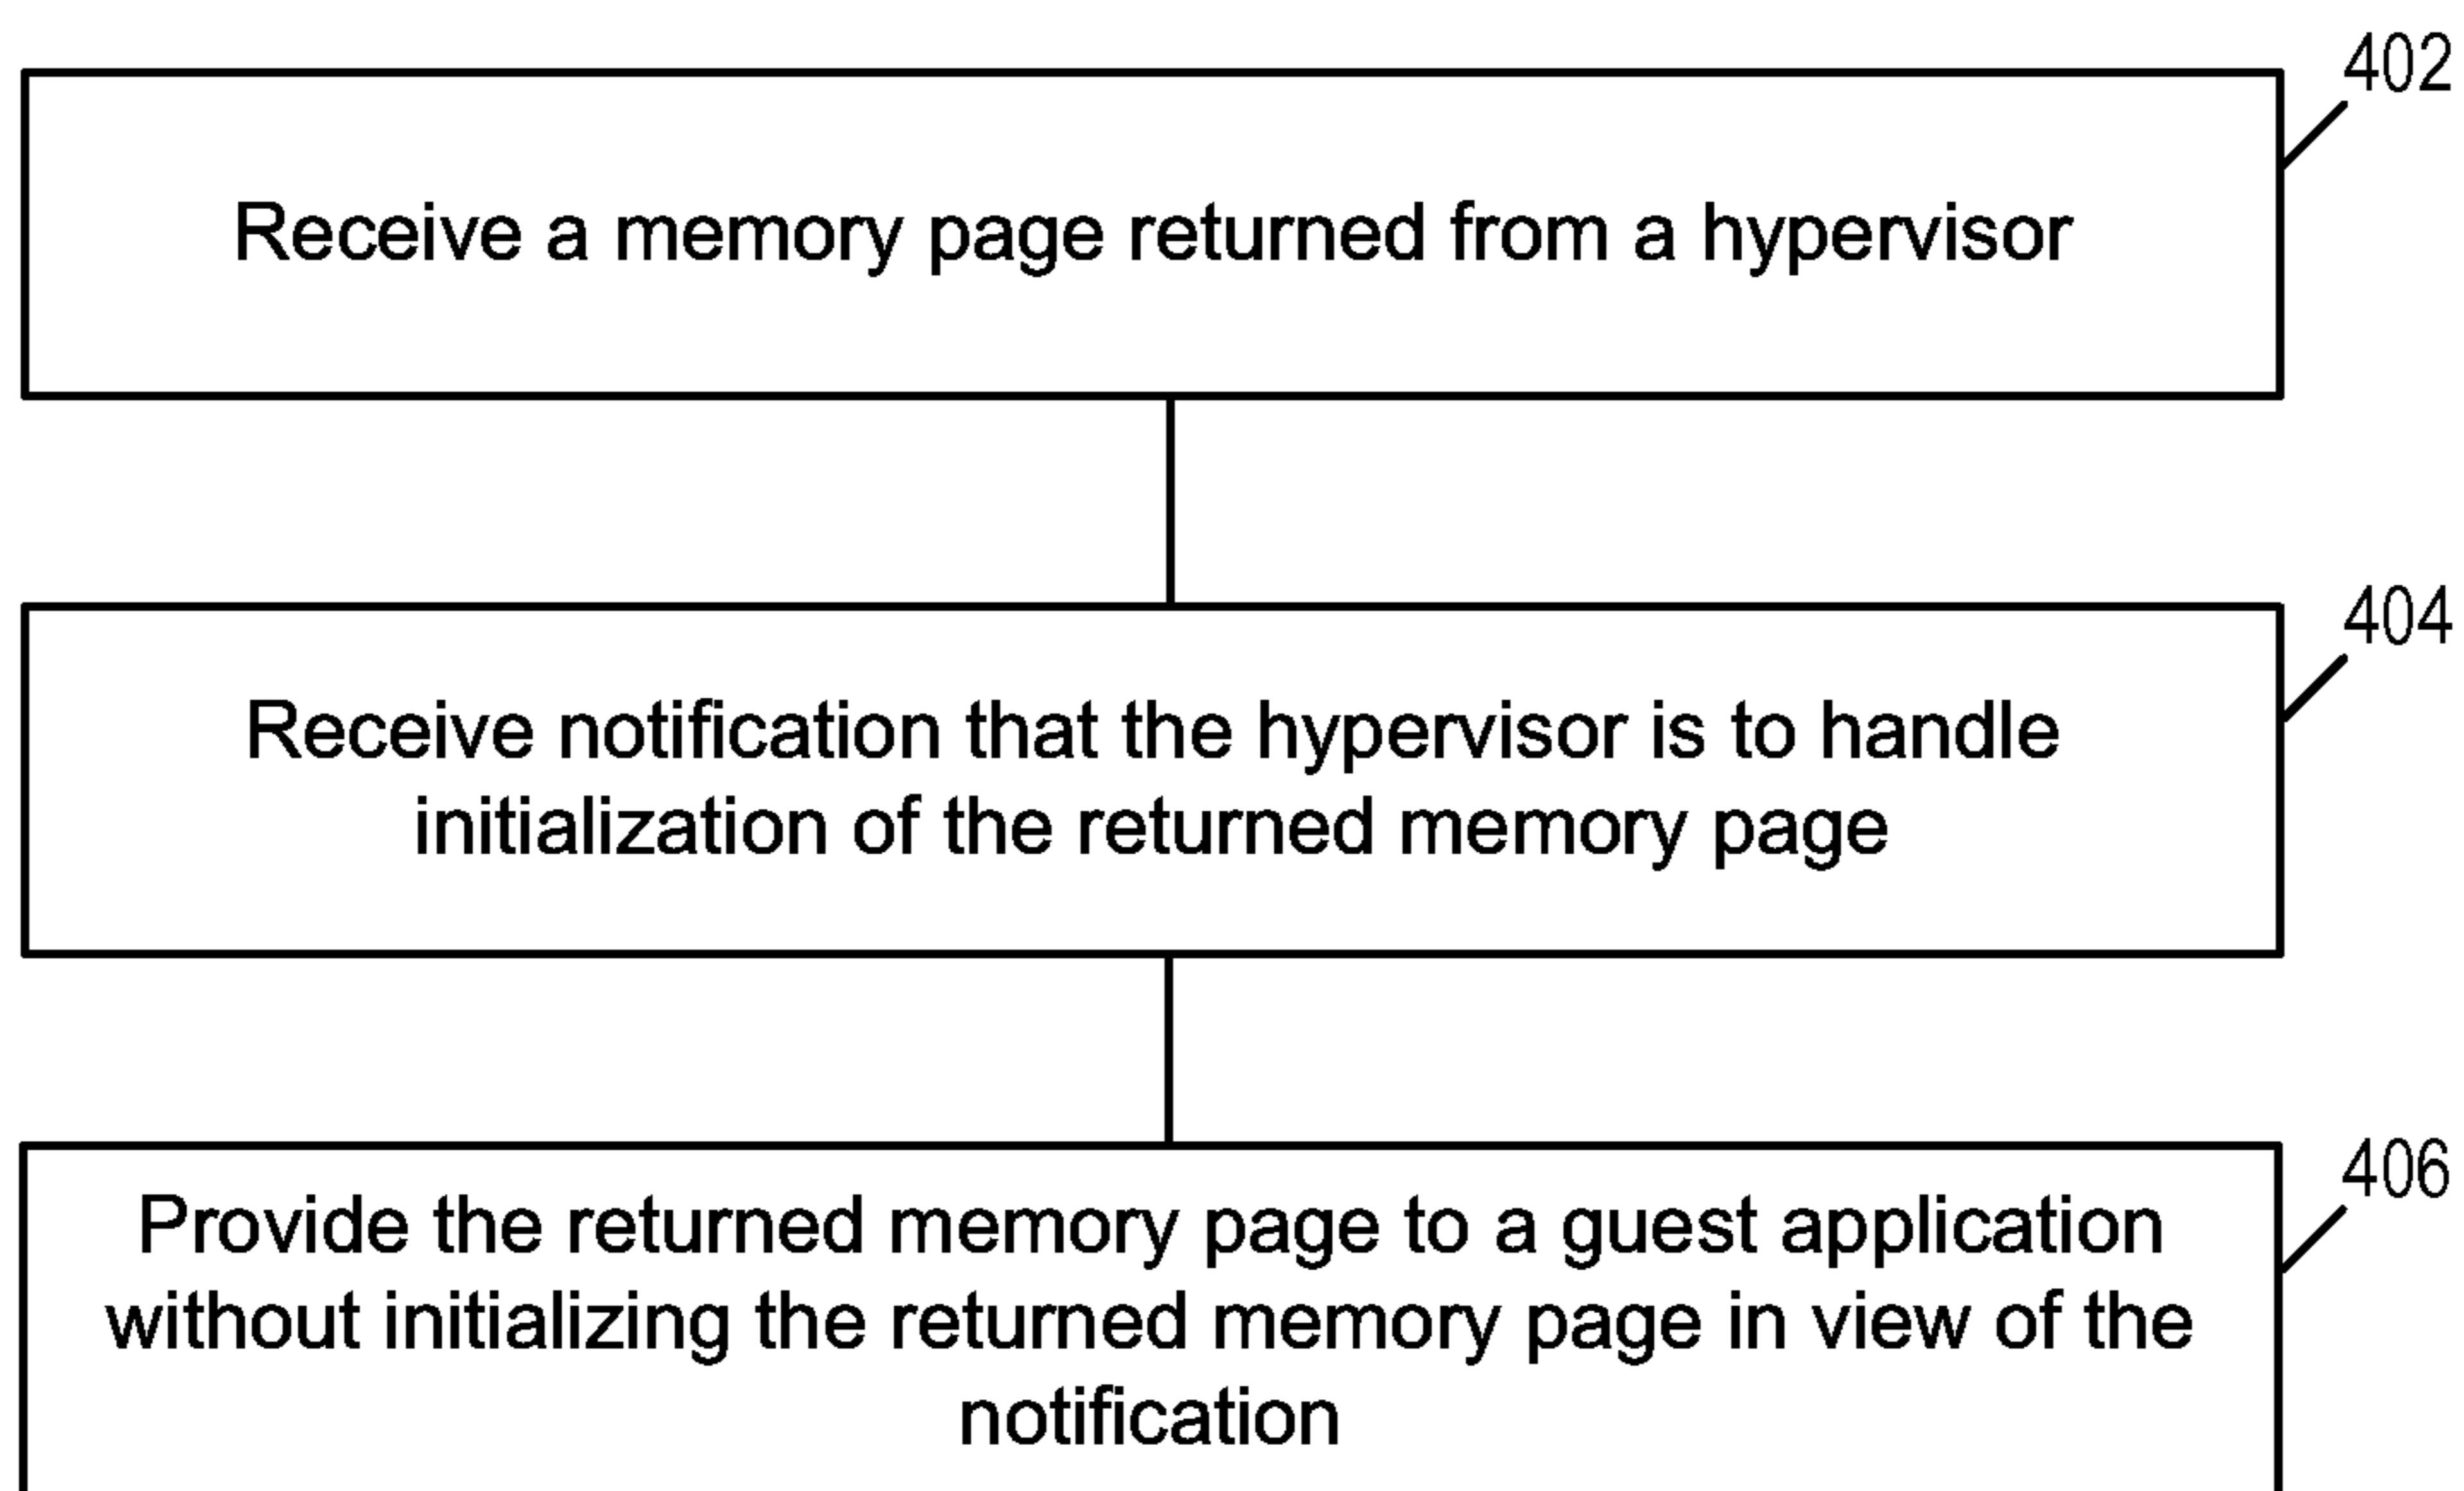 402
Receive a memory page returned from a hypervisor
404
Receive notification that the hypervisor is to handle
initialization of the returned memory page
406
Provide the returned memory page to a guest application
without initializing the returned memory page in view of the
notification